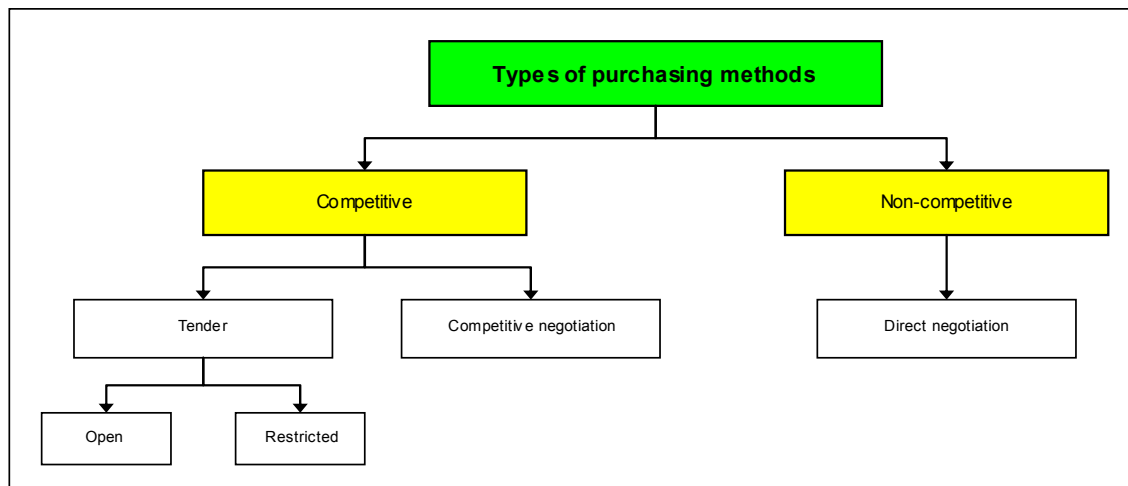 Types of purchasing methods
Competitive
Non-competitive
Tender
Competitive negotiation
Direct negotiation
Open
Restricted